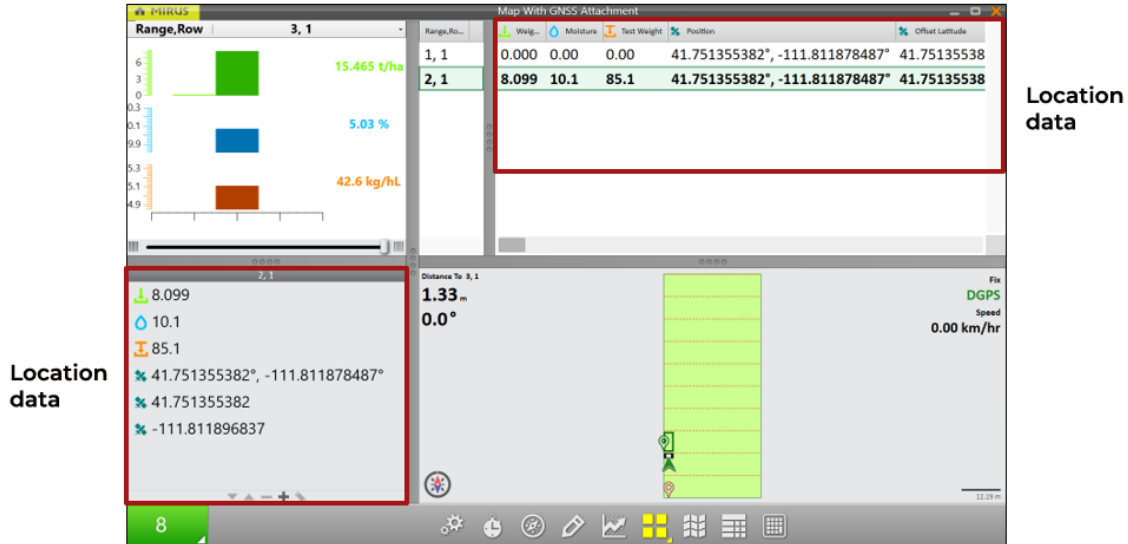 MIRUS
Map With GNSS Attachment
Range,Row 3, 1
6
3
0
15.465 t/ha
0.3
0.1
9.9
5.03 %
5.3
5.1
4.9
42.6 kg/hL
Range,Ro... Weig... Moisture Test Weight Position Offset Latitude
1, 1 0.000 0.00 0.00 41.751355382°, -111.811878487° 41.75135538
2, 1 8.099 10.1 85.1 41.751355382°, -111.811878487° 41.75135538
Location
data
2, 1
8.099
10.1
85.1
41.751355382°, -111.811878487°
41.751355382
-111.811896837
Location
data
Distance To 3, 1
1.33 m
0.0°
Fix
DGPS
Speed
0.00 km/hr
12.19 m
8